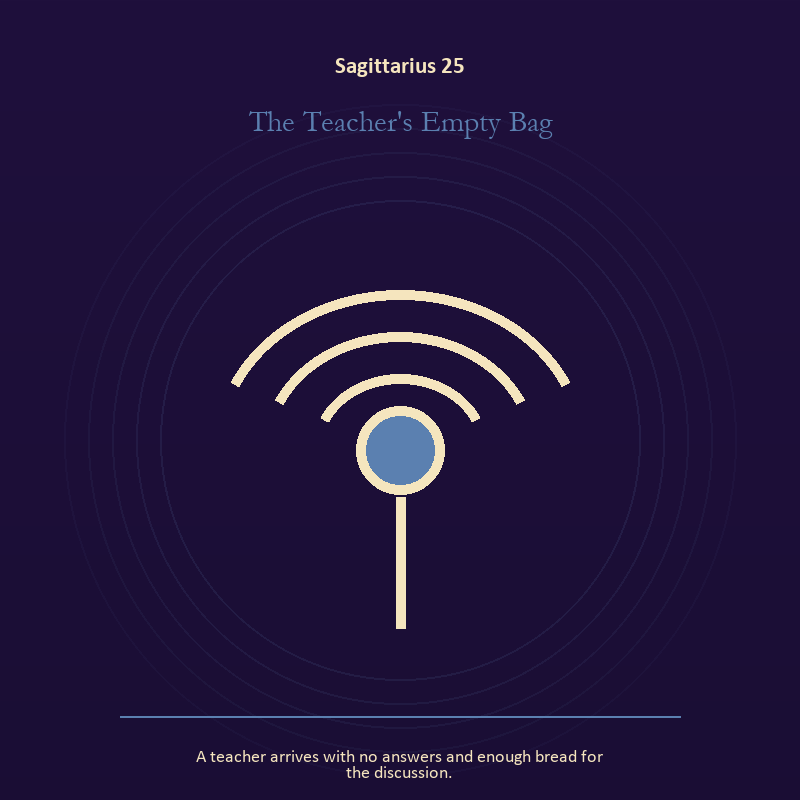 Sagittarius 25
The Teacher's Empty Bag
A teacher arrives with no answers and enough bread for
the discussion.